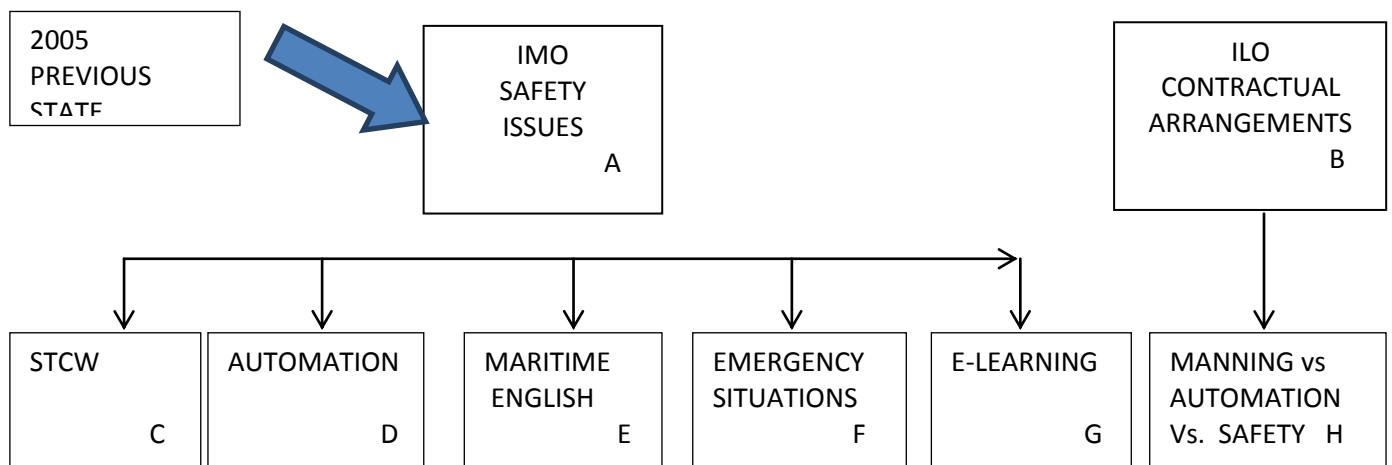 2005
PREVIOUS
STATE
IMO
SAFETY
ISSUES
A
ILO
CONTRACTUAL
ARRANGEMENTS
B
STCW
C
AUTOMATION
D
MARITIME
ENGLISH
E
EMERGENCY
SITUATIONS
F
E-LEARNING
G
MANNING vs
AUTOMATION
Vs. SAFETY H